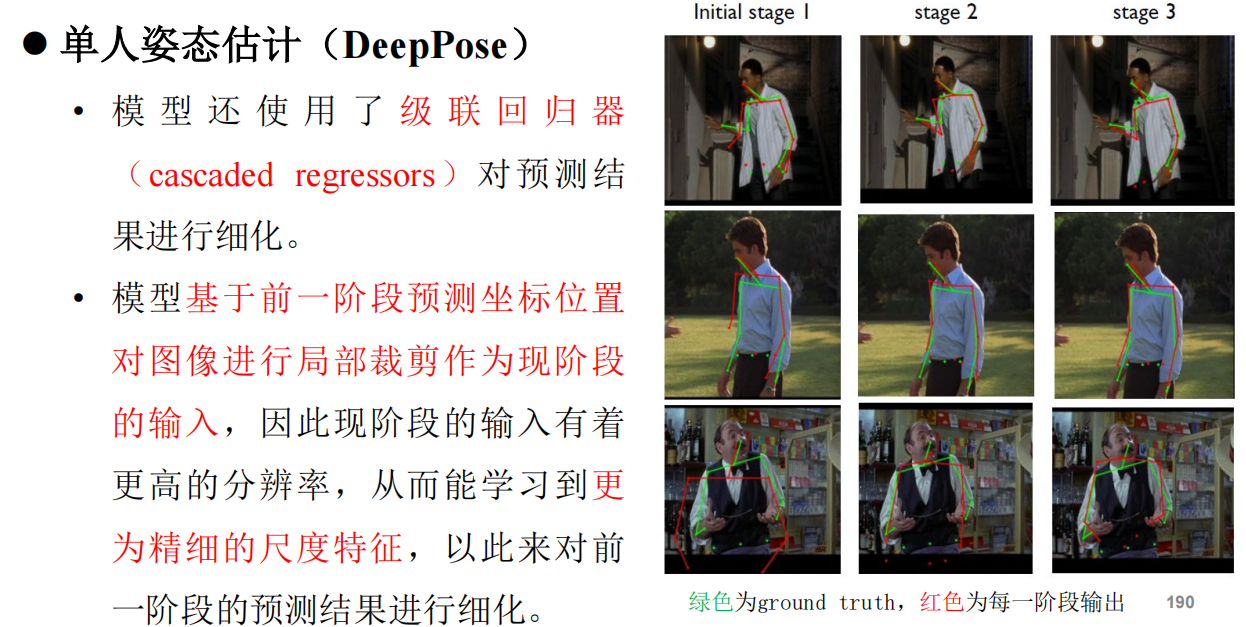 ● 单人姿态估计（DeepPose）
• 模型还使用了级联回归器
（cascaded regressors）对预测结
果进行细化。
• 模型基于前一阶段预测坐标位置
对图像进行局部裁剪作为现阶段
的输入，因此现阶段的输入有着
更高的分辨率，从而能学习到更
为精细的尺度特征，以此来对前
一阶段的预测结果进行细化。
Initial stage 1
stage 2
stage 3
绿色为ground truth，红色为每一阶段输出
190